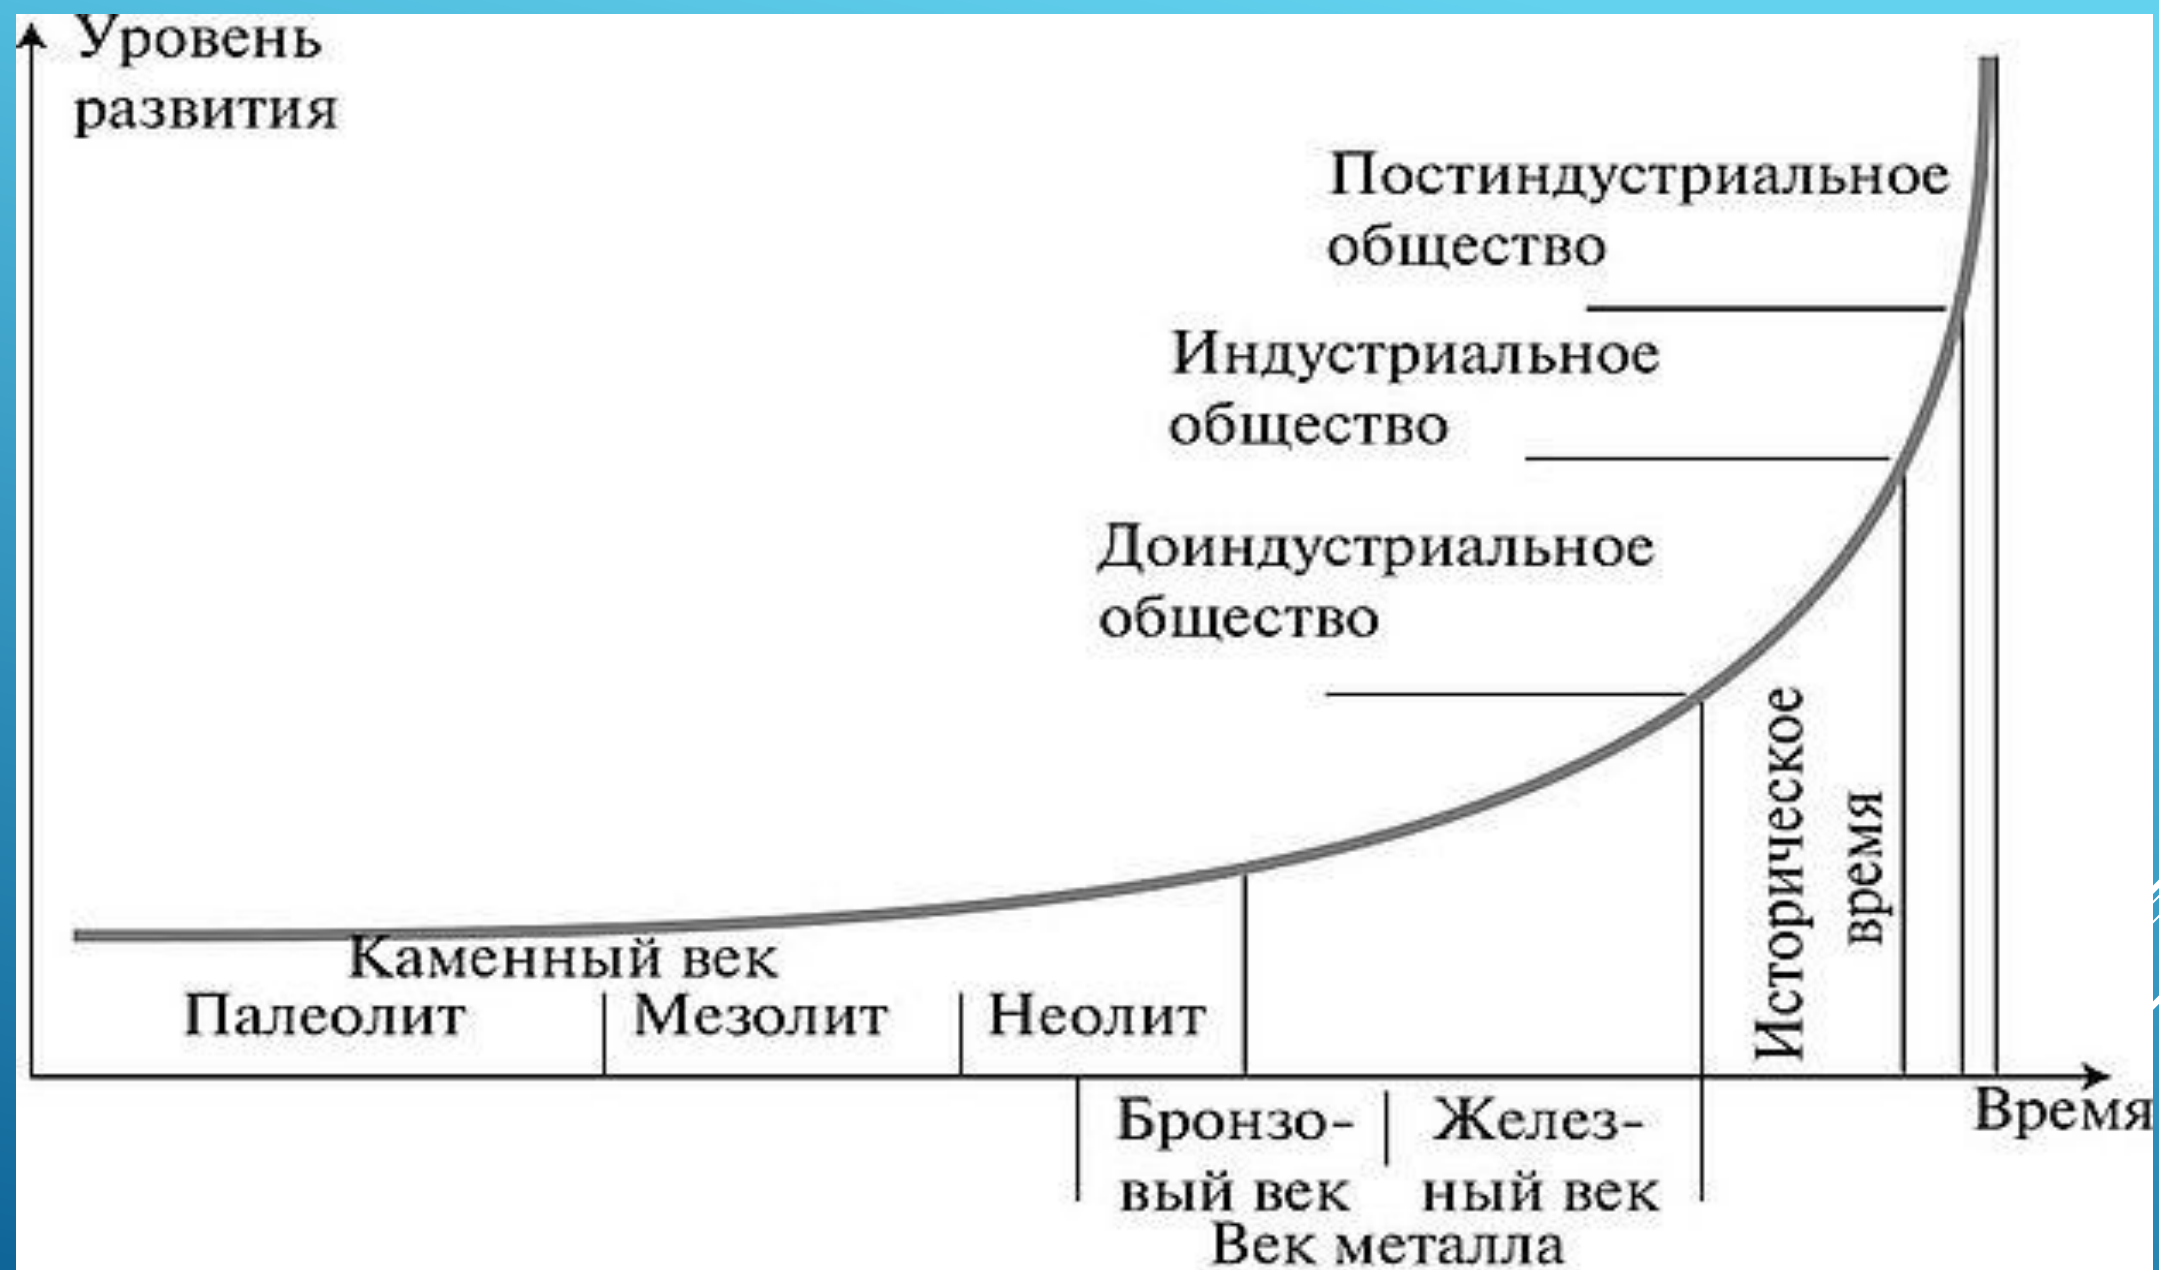 Уровень
развития
Постиндустриальное
общество
Индустриальное
общество
Доиндустриальное
общество
Историческое
время
Каменный век
Палеолит
Мезолит
Неолит
Время
Бронзо-
вый век
Желез-
ный век
Век металла